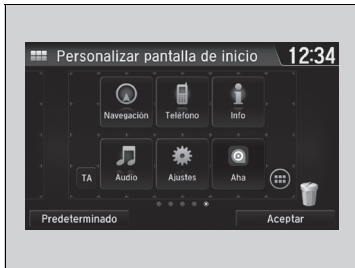 Personalizar pantalla de inicio 12:34
Navegación Teléfono Info
TA Audio Ajustes Aha
Predeterminado Aceptar